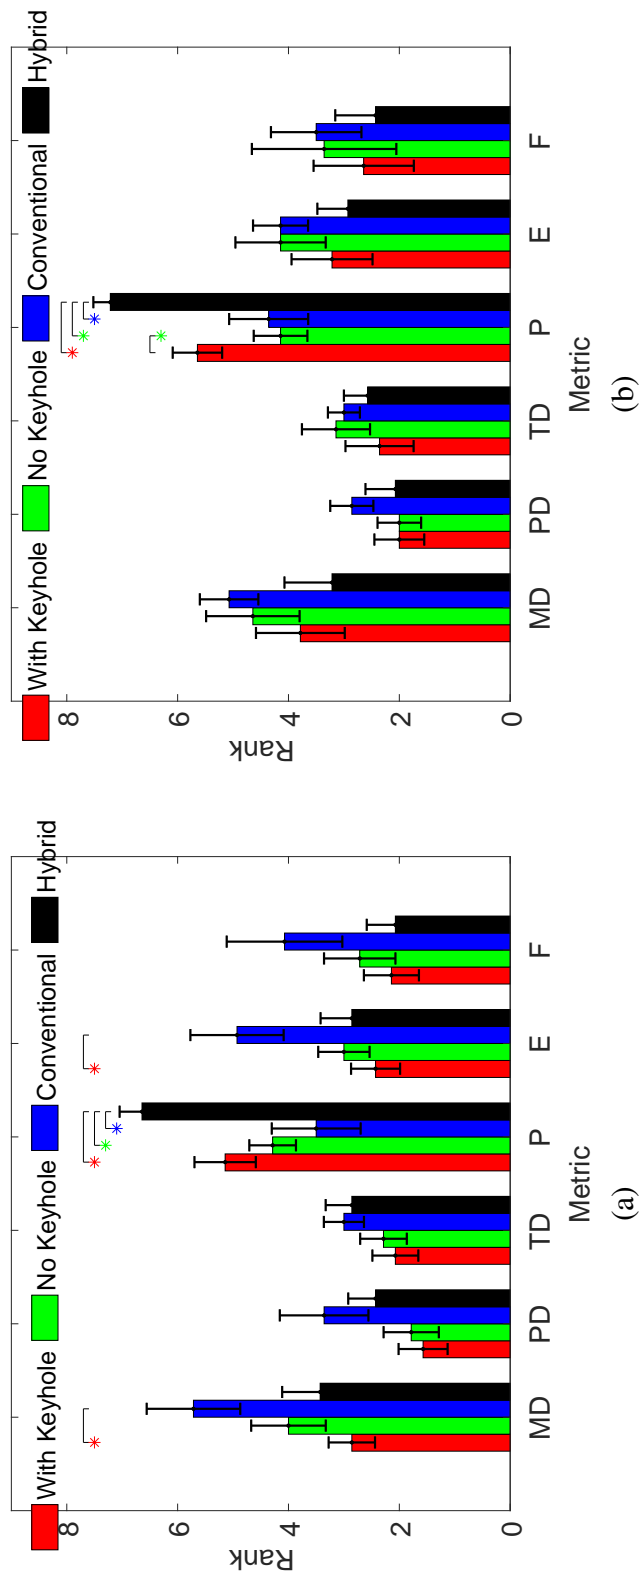 With Keyhole No Keyhole Conventional Hybrid
8
6
4
2
0
Rank
MD PD TD P E F
Metric
(a)
With Keyhole No Keyhole Conventional Hybrid
8
6
4
2
0
Rank
MD PD TD P E F
Metric
(b)